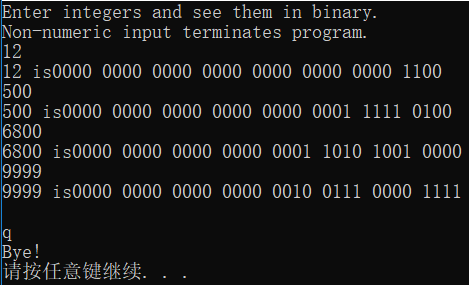 Enter integers and see them in binary.
Non-numeric input terminates program.
12
12 is0000 0000 0000 0000 0000 0000 0000 1100
500
500 is0000 0000 0000 0000 0000 0001 1111 0100
6800
6800 is0000 0000 0000 0000 0001 1010 1001 0000
9999
9999 is0000 0000 0000 0000 0010 0111 0000 1111
q
Bye!
请按任意键继续. . .